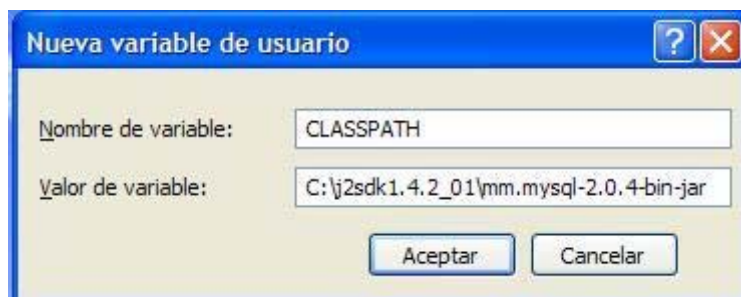 Nueva variable de usuario
Nombre de variable: CLASSPATH
Valor de variable: C:\j2sdk1.4.2_01\mm.mysql-2.0.4-bin-jar
Aceptar Cancelar